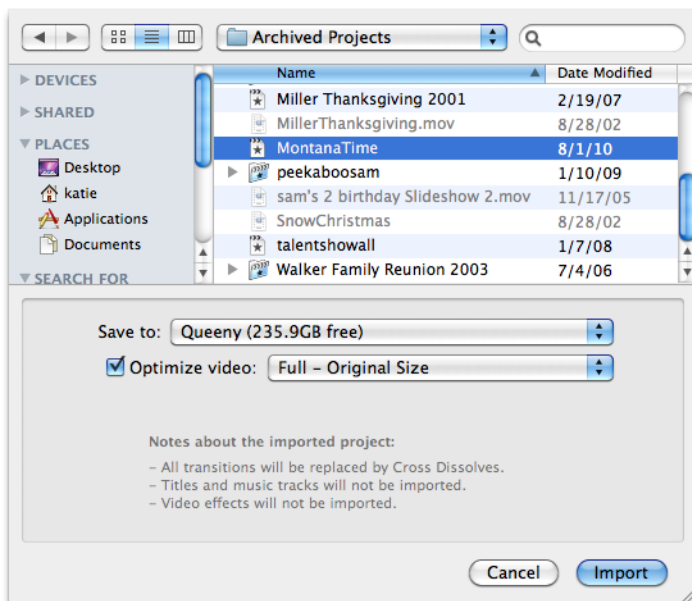 Archived Projects
DEVICES
SHARED
PLACES
Desktop
katie
Applications
Documents
SEARCH FOR
Name Date Modified
Miller Thanksgiving 2001 2/19/07
MillerThanksgiving.mov 8/28/02
MontanaTime 8/1/10
peekaboosam 1/10/09
sam's 2 birthday Slideshow 2.mov 11/17/05
SnowChristmas 8/28/02
talentshowall 1/7/08
Walker Family Reunion 2003 7/4/06
Save to: Queeny (235.9GB free)
Optimize video: Full – Original Size
Notes about the imported project:
– All transitions will be replaced by Cross Dissolves.
– Titles and music tracks will not be imported.
– Video effects will not be imported.
Cancel Import